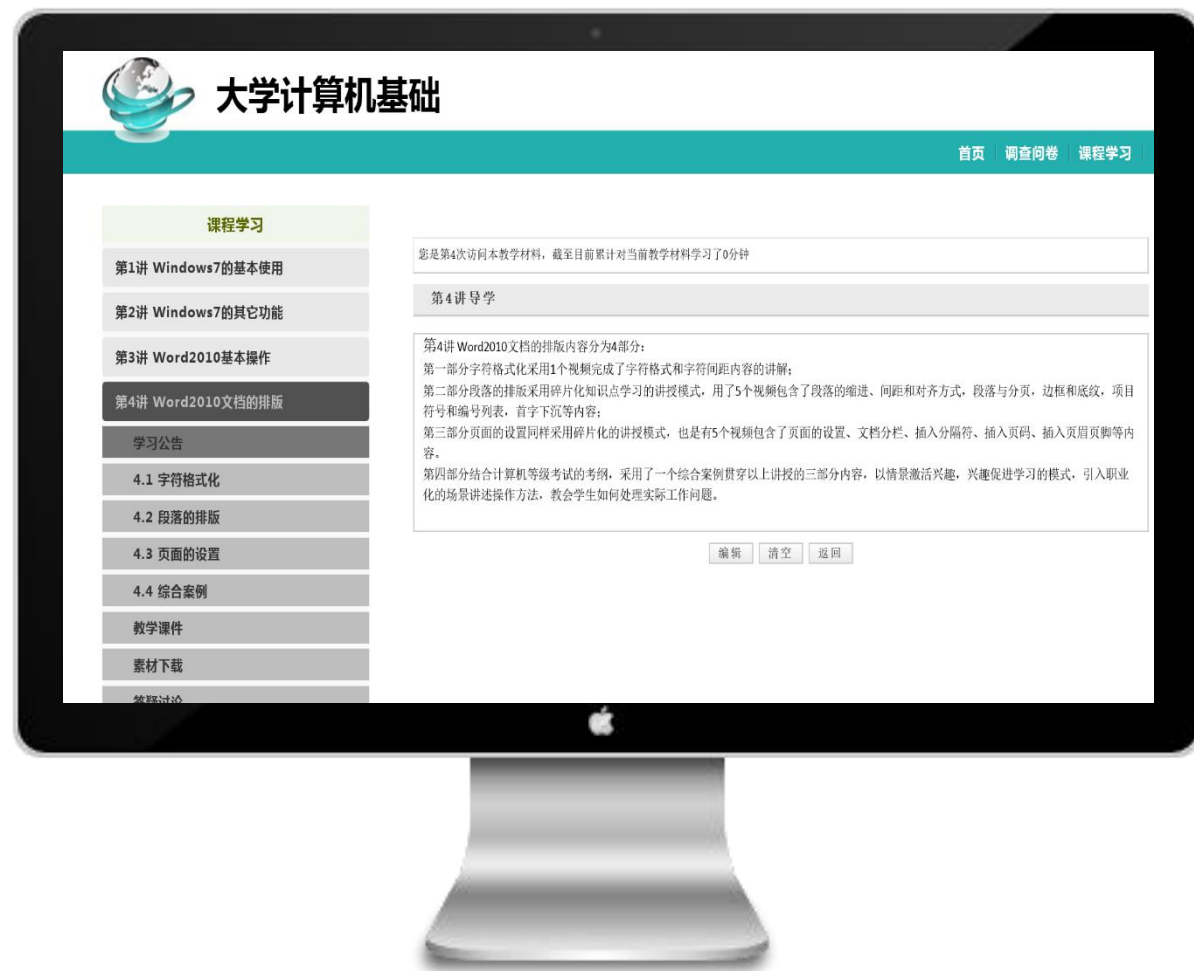 大学计算机基础
首页 调查问卷 课程学习
课程学习
第1讲 Windows7的基本使用
第2讲 Windows7的其它功能
第3讲 Word2010基本操作
第4讲 Word2010文档的排版
学习公告
4.1 字符格式化
4.2 段落的排版
4.3 页面的设置
4.4 综合案例
教学课件
素材下载
答疑讨论
您是第4次访问本教学材料，截至目前累计对当前教学材料学习了0分钟
第4讲导学
第4讲 Word2010文档的排版内容分为4部分：
第一部分字符格式化采用1个视频完成了字符格式和字符间距内容的讲解；
第二部分段落的排版采用碎片化知识点学习的讲授模式，用了5个视频包含了段落的缩进、间距和对齐方式，段落与分页，边框和底纹，项目
符号和编号列表，首字下沉等内容；
第三部分页面的设置同样采用碎片化的讲授模式，也是有5个视频包含了页面的设置、文档分栏、插入分隔符、插入页码、插入页眉页脚等内
容。
第四部分结合计算机等级考试的考纲，采用了一个综合案例贯穿以上讲授的三部分内容，以情景激活兴趣，兴趣促进学习的模式，引入职业
化的场景讲述操作方法，教会学生如何处理实际工作问题。
编辑 清空 返回